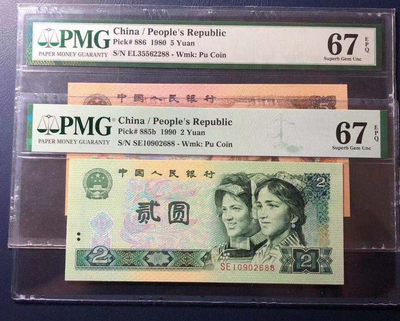 PMG
PAPER MONEY GUARANTY
China / People's Republic
Pick# 886 1980 5 Yuan
S/N EL35562288 - Wmk: Pu Coin
67 EPQ
Superb Gem Unc
中国人民银行
PMG
PAPER MONEY GUARANTY
China / People's Republic
Pick# 885b 1990 2 Yuan
S/N SE10902688 - Wmk: Pu Coin
67 EPQ
Superb Gem Unc
中国人民银行
2
贰圆
SE10902688
2
2